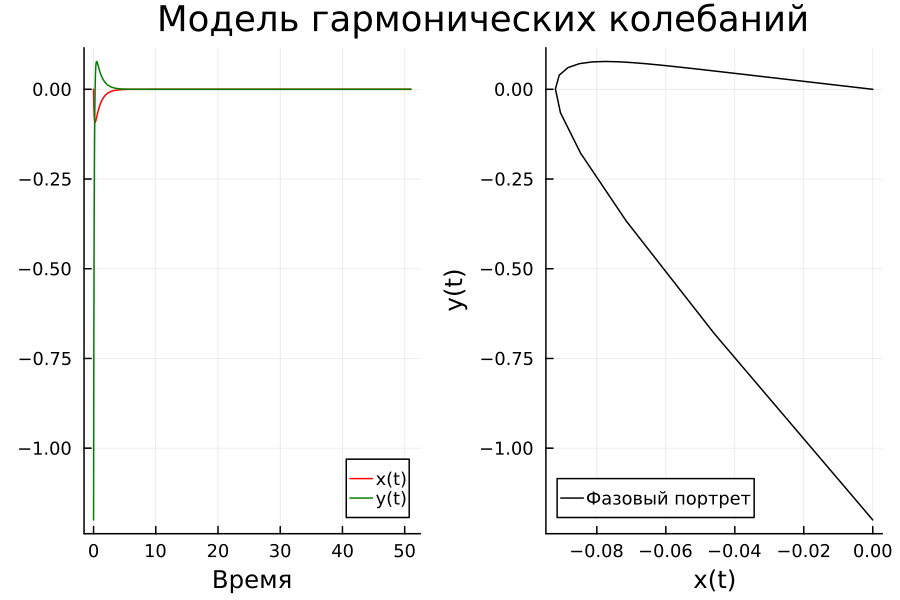 Модель гармонических колебаний
0.00
−0.25
−0.50
−0.75
−1.00
0 10 20 30 40 50
Время
x(t)
y(t)
y(t)
0.00
−0.25
−0.50
−0.75
−1.00
−0.08 −0.06 −0.04 −0.02 0.00
x(t)
Фазовый портрет